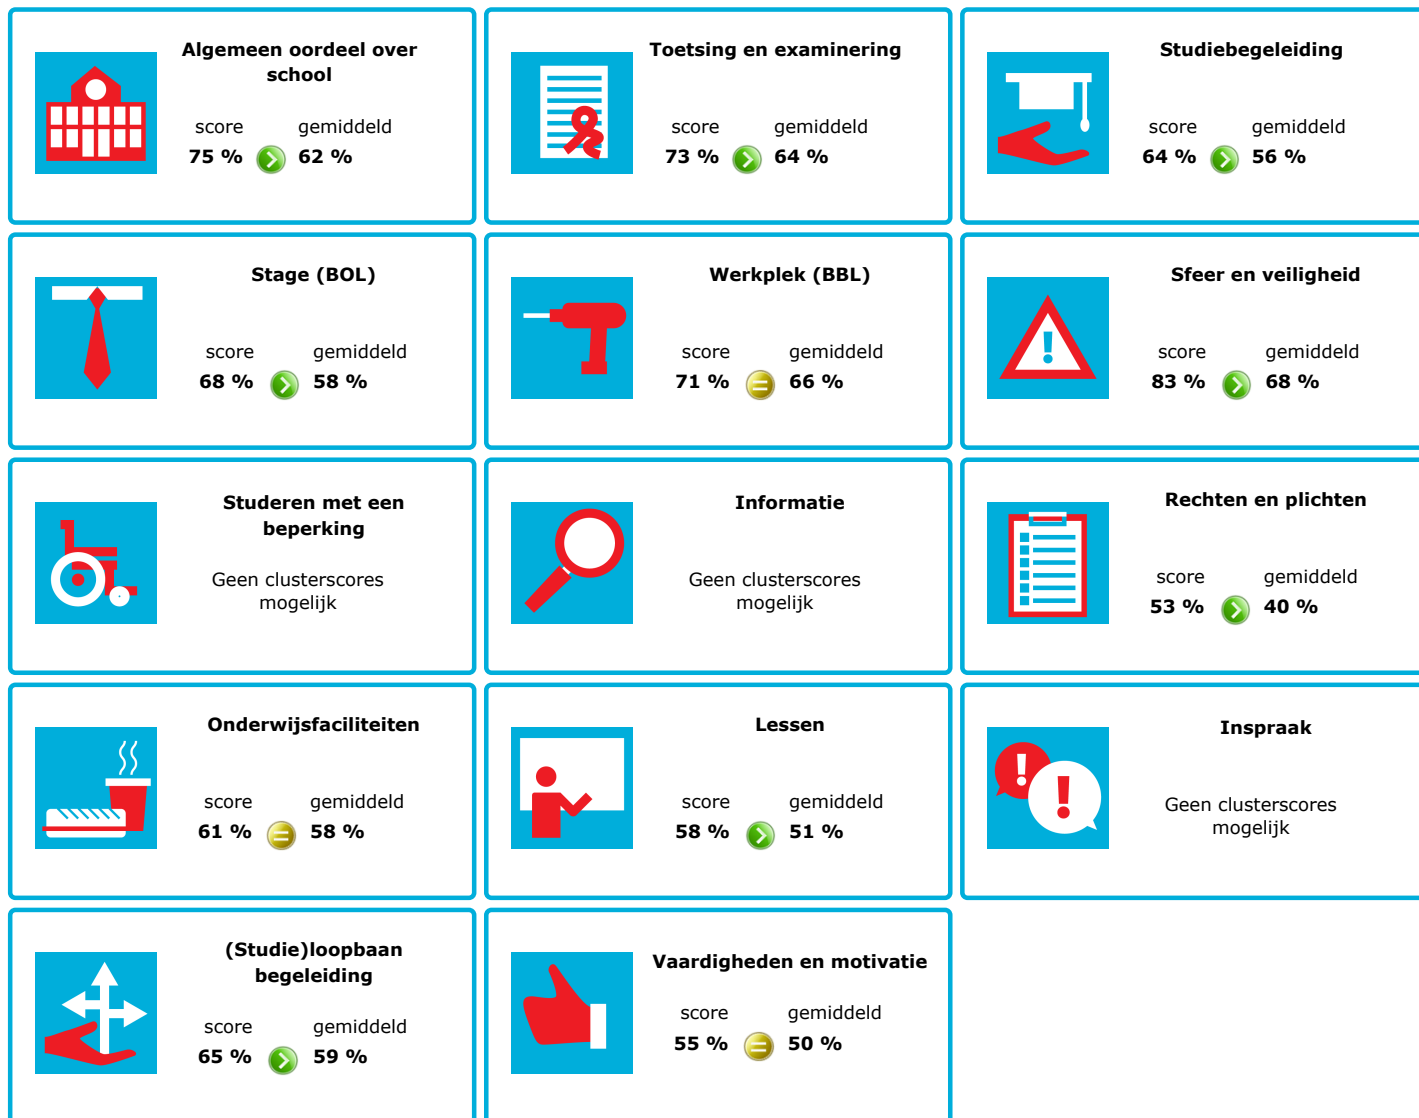 Algemeen oordeel over
school
score gemiddeld
75 % 62 %
Toetsing en examinering
score gemiddeld
73 % 64 %
Studiebegeleiding
score gemiddeld
64 % 56 %
Stage (BOL)
score gemiddeld
68 % 58 %
Werkplek (BBL)
score gemiddeld
71 % = 66 %
Sfeer en veiligheid
score gemiddeld
83 % 68 %
Studeren met een
beperking
Geen clusterscores
mogelijk
Informatie
Geen clusterscores
mogelijk
Rechten en plichten
score gemiddeld
53 % 40 %
Onderwijsfaciliteiten
score gemiddeld
61 % = 58 %
Lessen
score gemiddeld
58 % 51 %
Inspraak
Geen clusterscores
mogelijk
(Studie)loopbaan
begeleiding
score gemiddeld
65 % 59 %
Vaardigheden en motivatie
score gemiddeld
55 % = 50 %